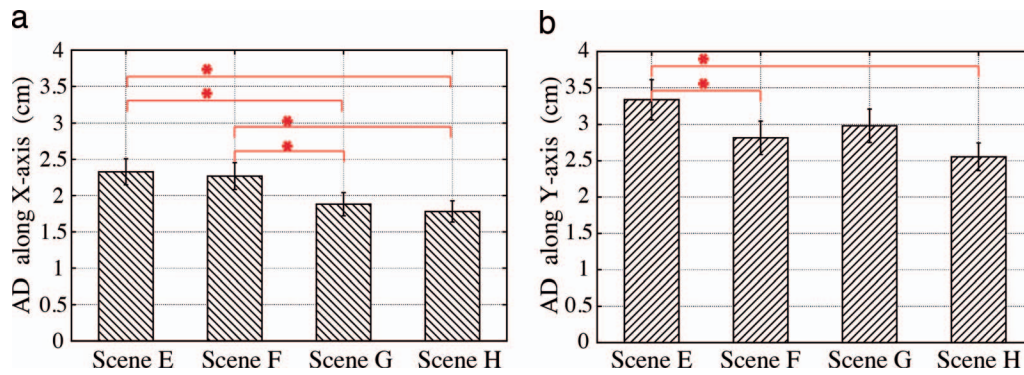 a
AD along X-axis (cm)
4
3.5
3
2.5
2
1.5
1
0.5
0
* * * *
Scene E Scene F Scene G Scene H
b
AD along Y-axis (cm)
4
3.5
3
2.5
2
1.5
1
0.5
0
* *
Scene E Scene F Scene G Scene H